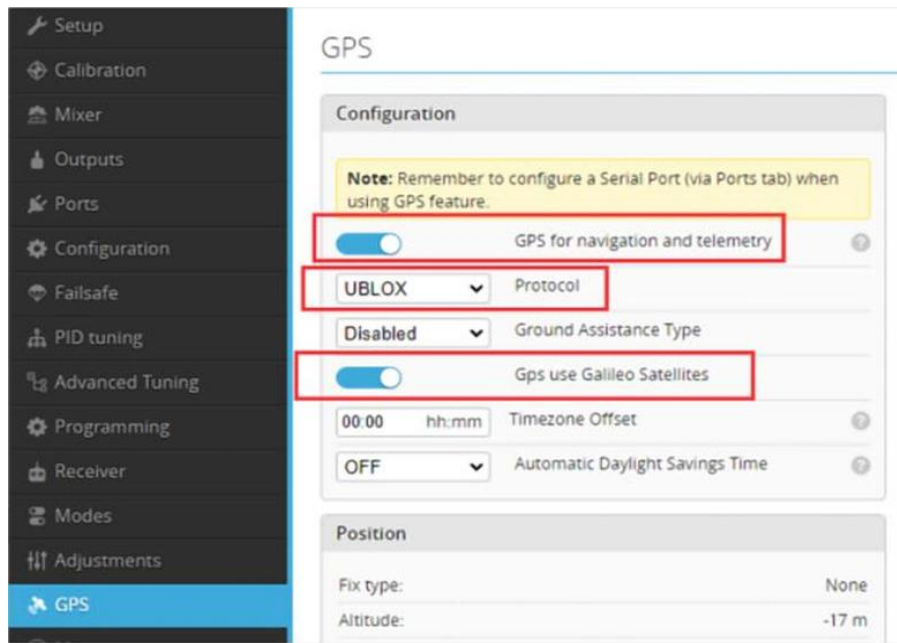 Setup
Calibration
Mixer
Outputs
Ports
Configuration
Failsafe
PID tuning
Advanced Tuning
Programming
Receiver
Modes
Adjustments
GPS
GPS
Configuration
Note: Remember to configure a Serial Port (via Ports tab) when
using GPS feature.
GPS for navigation and telemetry
UBLOX Protocol
Disabled Ground Assistance Type
Gps use Galileo Satellites
00:00 hh:mm Timezone Offset
OFF Automatic Daylight Savings Time
Position
Fix type: None
Altitude: -17 m